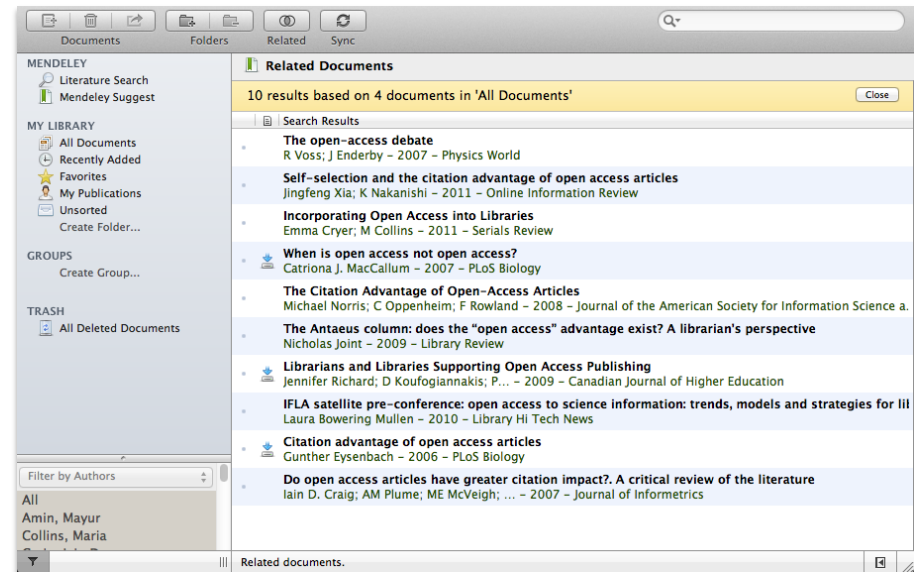 Documents
Folders
Related
Sync
MENDELEY
Literature Search
Mendeley Suggest
MY LIBRARY
All Documents
Recently Added
Favorites
My Publications
Unsorted
Create Folder...
GROUPS
Create Group...
TRASH
All Deleted Documents
Filter by Authors
All
Amin, Mayur
Collins, Maria
Related Documents
10 results based on 4 documents in 'All Documents'
Close
Search Results
The open-access debate
R Voss; J Enderby – 2007 – Physics World
Self-selection and the citation advantage of open access articles
Jingfeng Xia; K Nakanishi – 2011 – Online Information Review
Incorporating Open Access into Libraries
Emma Cryer; M Collins – 2011 – Serials Review
When is open access not open access?
Catriona J. MacCallum – 2007 – PLoS Biology
The Citation Advantage of Open-Access Articles
Michael Norris; C Oppenheim; F Rowland – 2008 – Journal of the American Society for Information Science a.
The Antaeus column: does the “open access” advantage exist? A librarian's perspective
Nicholas Joint – 2009 – Library Review
Librarians and Libraries Supporting Open Access Publishing
Jennifer Richard; D Koufogiannakis; P... – 2009 – Canadian Journal of Higher Education
IFLA satellite pre-conference: open access to science information: trends, models and strategies for lil
Laura Bowering Mullen – 2010 – Library Hi Tech News
Citation advantage of open access articles
Gunther Eysenbach – 2006 – PLoS Biology
Do open access articles have greater citation impact?. A critical review of the literature
Iain D. Craig; AM Plume; ME McVeigh; ... – 2007 – Journal of Informetrics
Related documents.